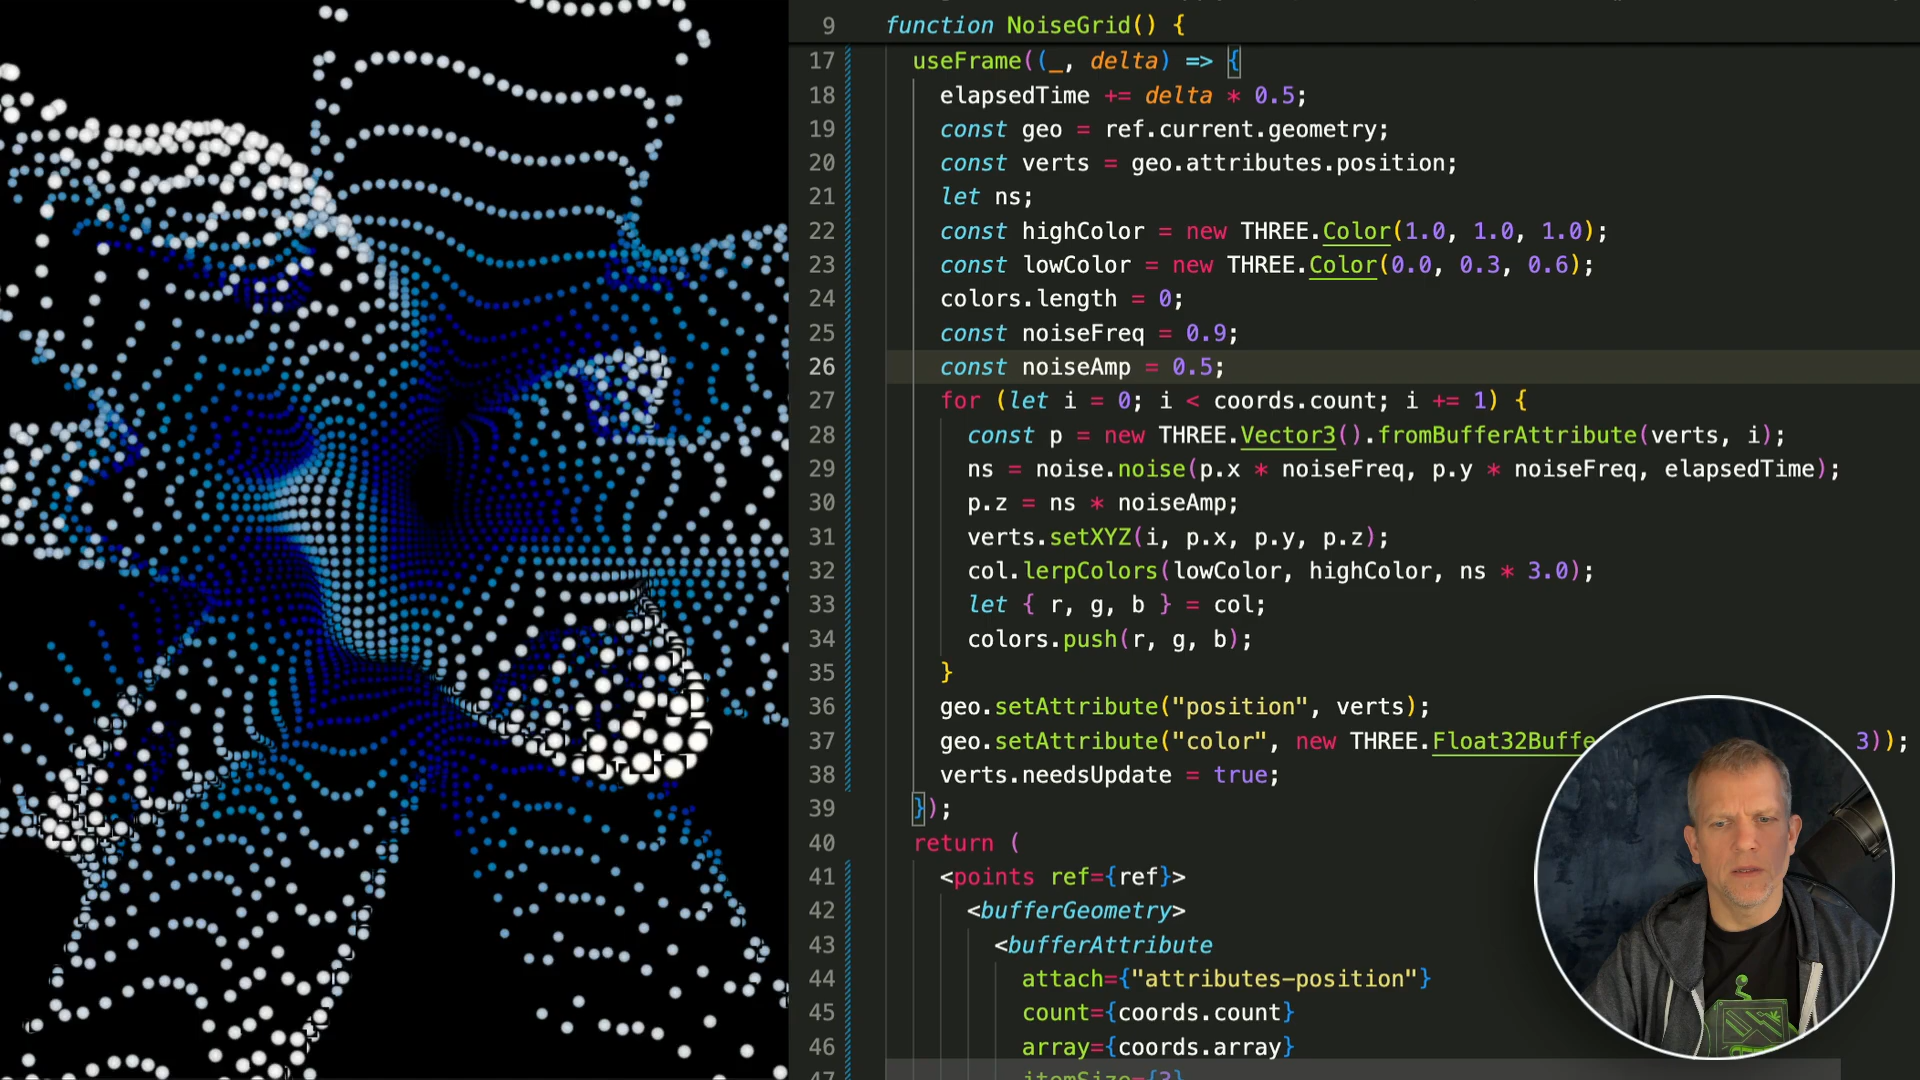 9 function NoiseGrid() {
17 useFrame((_, delta) => {
18 elapsedTime += delta * 0.5;
19 const geo = ref.current.geometry;
20 const verts = geo.attributes.position;
21 let ns;
22 const highColor = new THREE.Color(1.0, 1.0, 1.0);
23 const lowColor = new THREE.Color(0.0, 0.3, 0.6);
24 colors.length = 0;
25 const noiseFreq = 0.9;
26 const noiseAmp = 0.5;
27 for (let i = 0; i < coords.count; i += 1) {
28 const p = new THREE.Vector3().fromBufferAttribute(verts, i);
29 ns = noise.noise(p.x * noiseFreq, p.y * noiseFreq, elapsedTime);
30 p.z = ns * noiseAmp;
31 verts.setXYZ(i, p.x, p.y, p.z);
32 col.lerpColors(lowColor, highColor, ns * 3.0);
33 let { r, g, b } = col;
34 colors.push(r, g, b);
35 }
36 geo.setAttribute("position", verts);
37 geo.setAttribute("color", new THREE.Float32Buffe 3));
38 verts.needsUpdate = true;
39 });
40 return (
41 <points ref={ref}>
42 <bufferGeometry>
43 <bufferAttribute
44 attach={"attributes-position"}
45 count={coords.count}
46 array={coords.array}
47 itemSize={3}